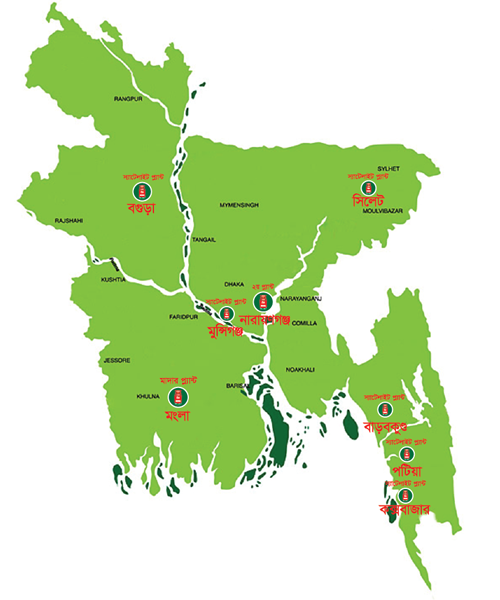 RANGPUR
স্যাটেলাইট প্ল্যান্ট
বগুড়া
SYLHET
স্যাটেলাইট প্ল্যান্ট
সিলেট
MOULVIBAZAR
MYMENSINGH
RAJSHAHI
TANGAIL
KUSHTIA
DHAKA
২য় প্ল্যান্ট
NARAYANGANJ
নারায়ণগঞ্জ
স্যাটেলাইট প্ল্যান্ট
মুন্সিগঞ্জ
FARIDPUR
COMILLA
JESSORE
NOAKHALI
মাদার প্ল্যান্ট
মংলা
KHULNA
BARISAL
স্যাটেলাইট প্ল্যান্ট
বাড়বকুণ্ড
স্যাটেলাইট প্ল্যান্ট
পটিয়া
স্যাটেলাইট প্ল্যান্ট
কক্সবাজার